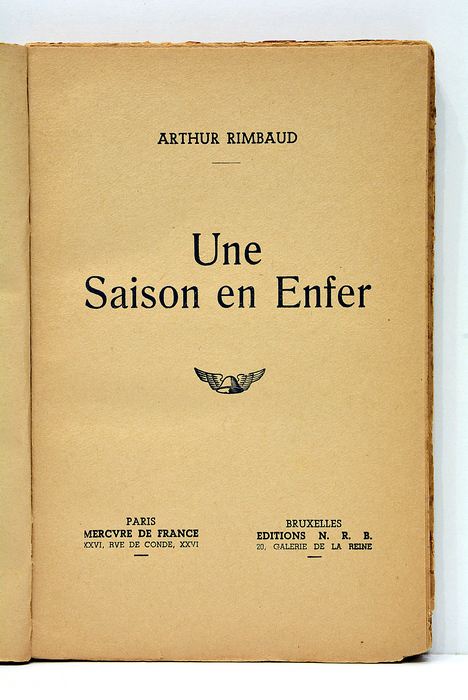 ARTHUR RIMBAUD
Une
Saison en Enfer
PARIS
MERCVRE DE FRANCE
XXVI, RVE DE CONDE, XXVI
BRUXELLES
EDITIONS N. R. B.
20, GALERIE DE LA REINE